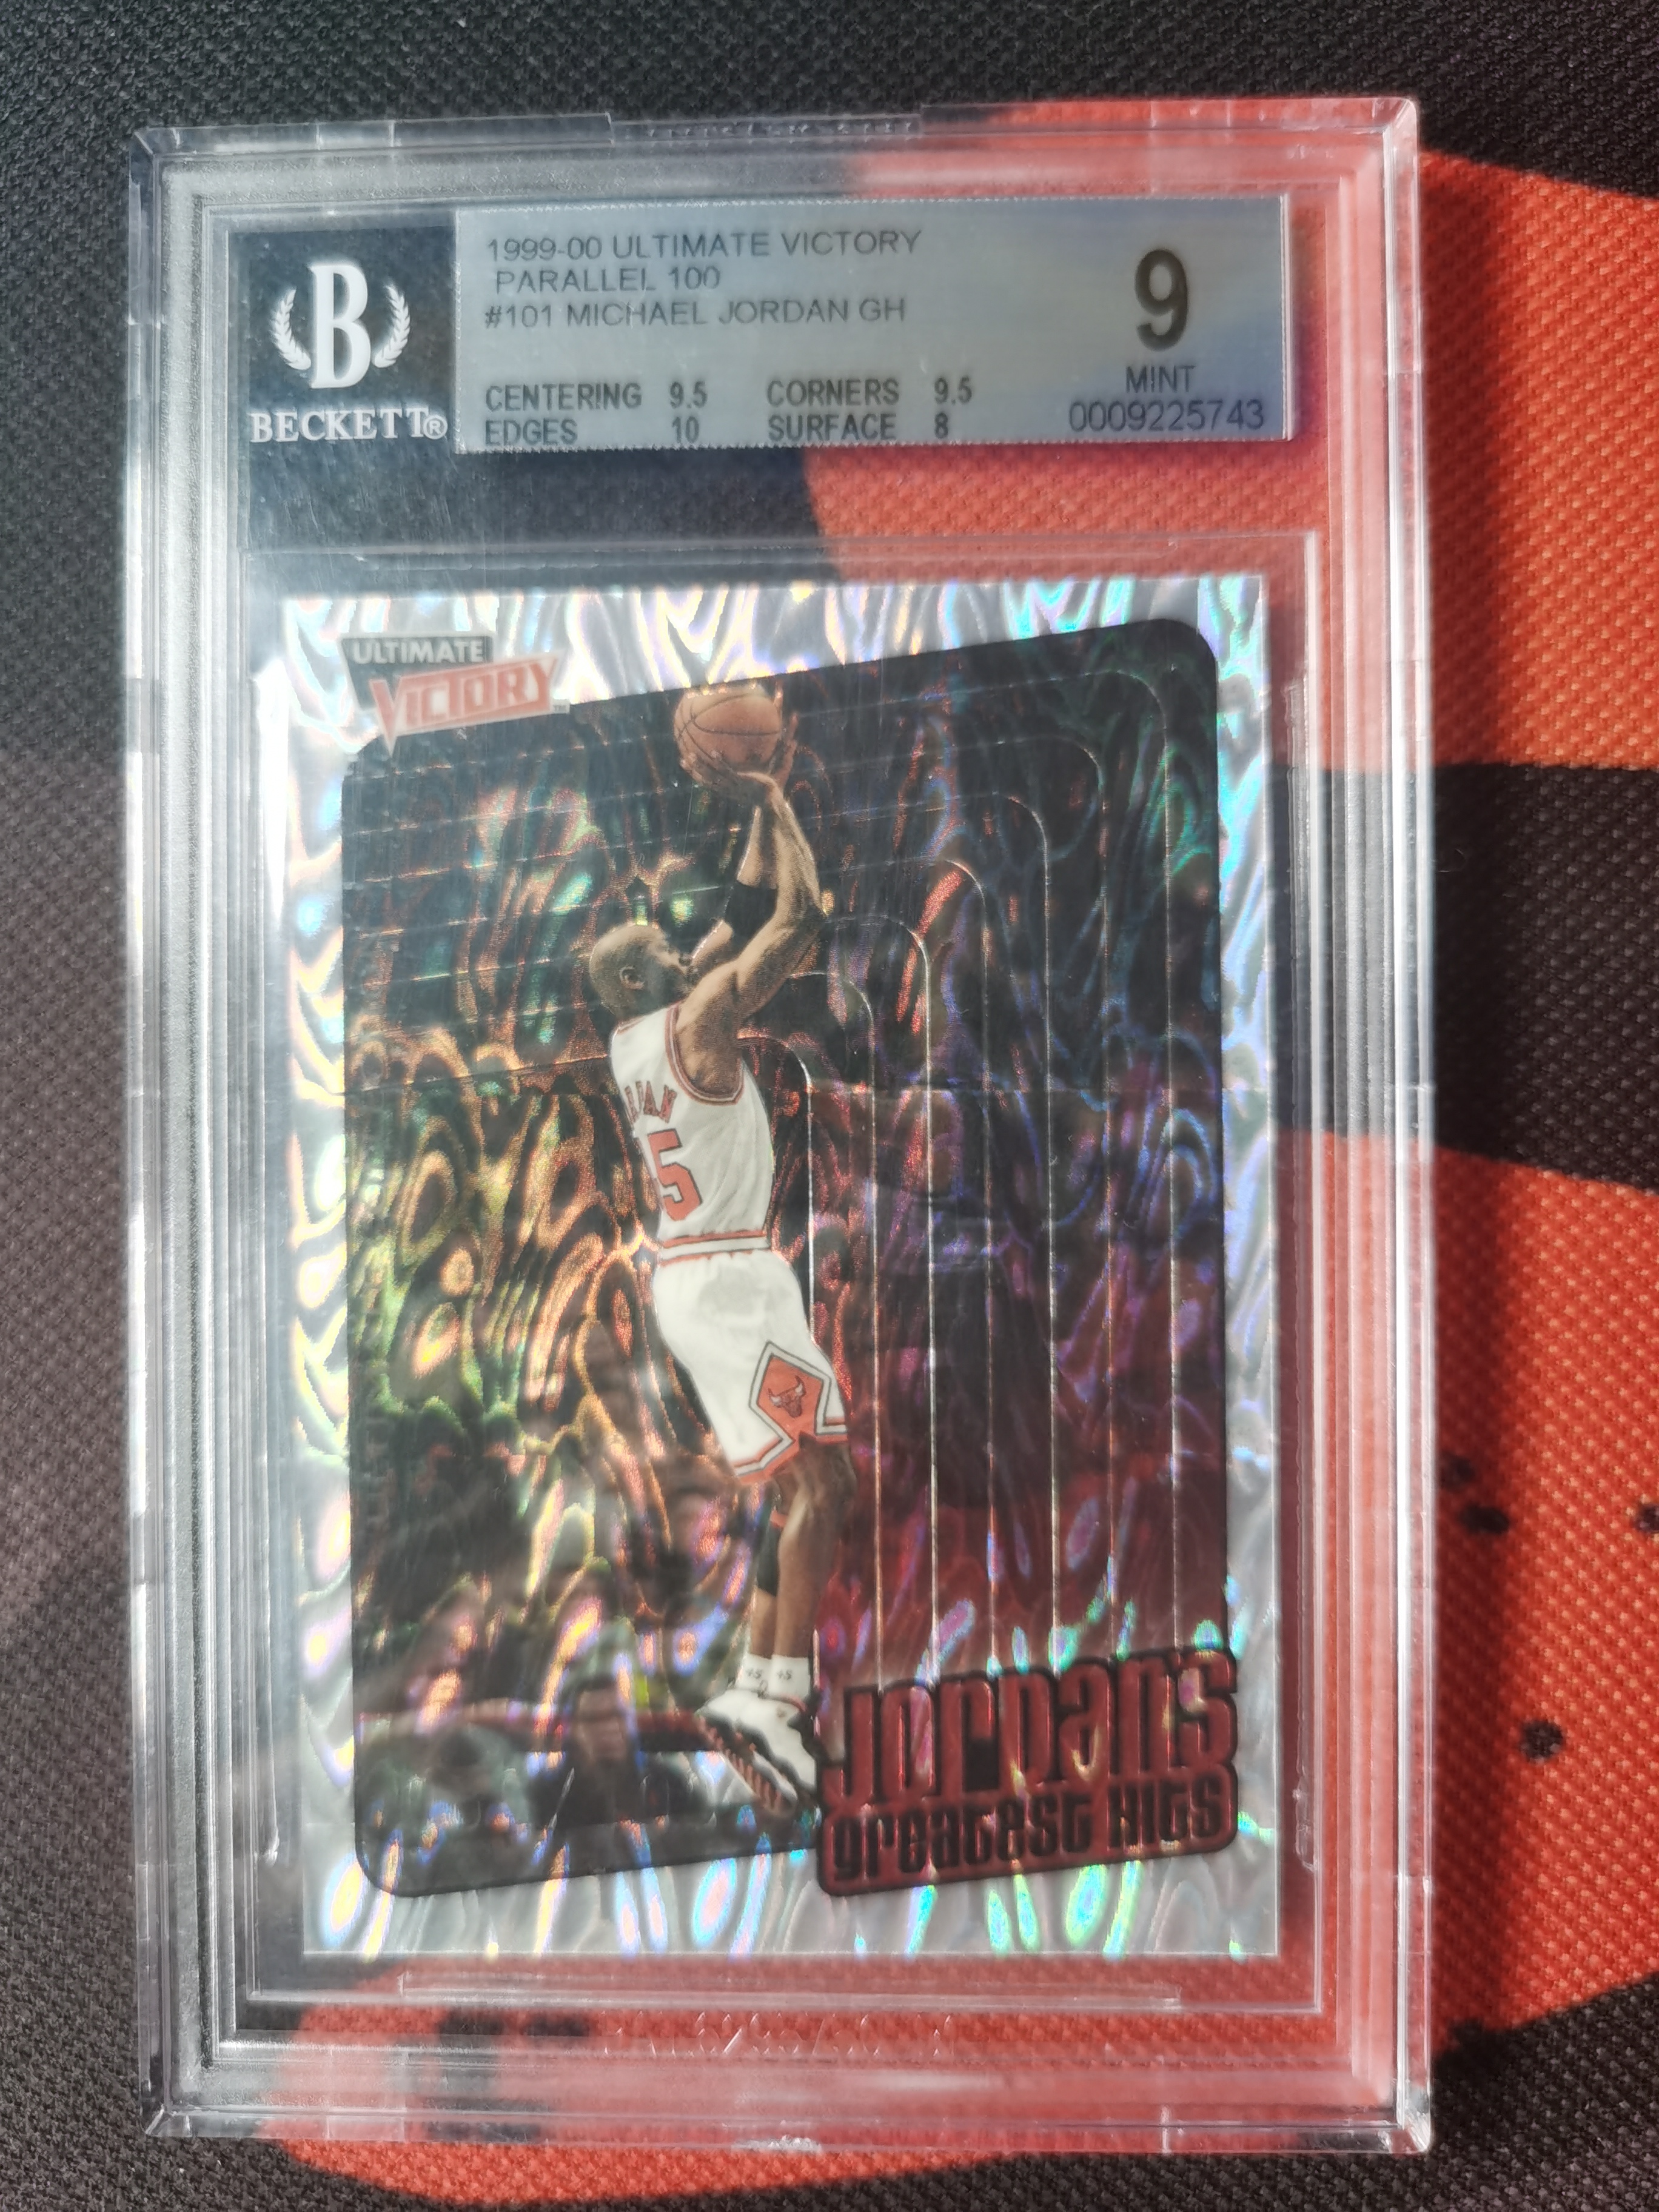 1999-00 ULTIMATE VICTORY
PARALLEL 100
#101 MICHAEL JORDAN GH
9
MINT
0009225743
CENTERING 9.5 CORNERS 9.5
EDGES 10 SURFACE 8
B
BECKETT®
ULTIMATE
VICTORY
5
JORDAN'S
greatest Hits